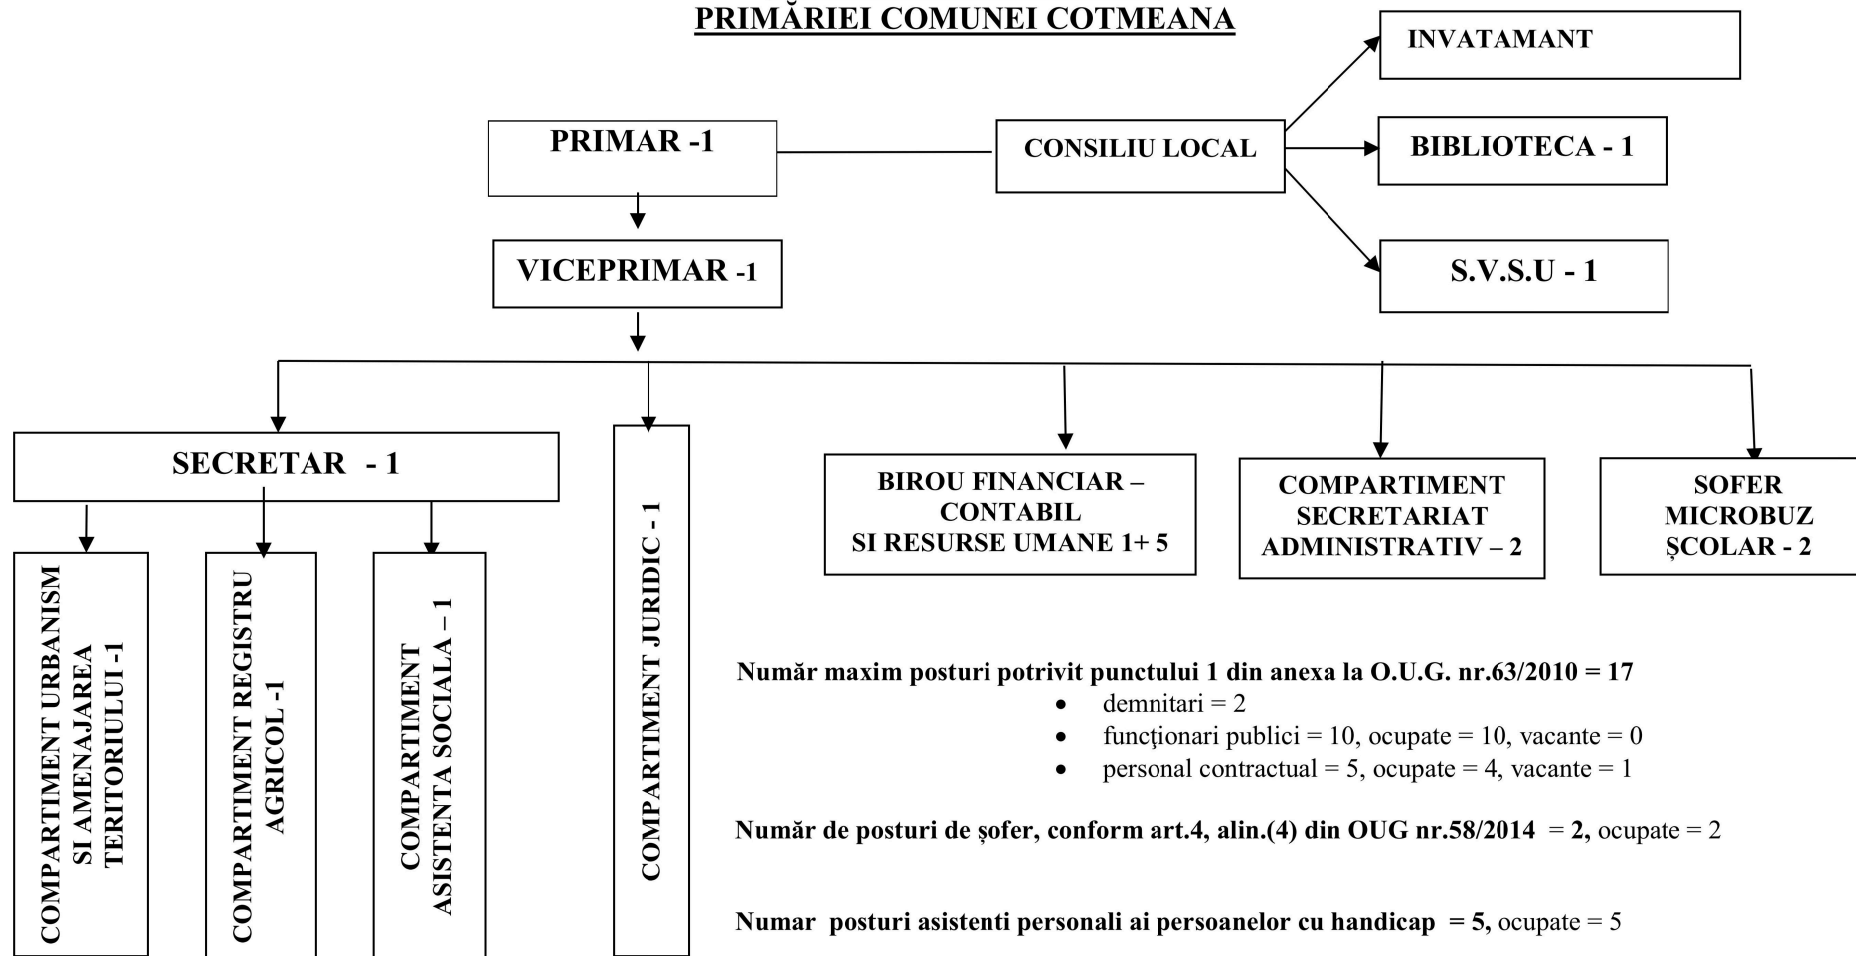 PRIMĂRIEI COMUNEI COTMEANA
INVATAMANT
PRIMAR -1
CONSILIU LOCAL
BIBLIOTECA - 1
VICEPRIMAR -1
S.V.S.U - 1
SECRETAR - 1
COMPARTIMENT URBANISM
SI AMENAJAREA
TERITORIULUI -1
COMPARTIMENT REGISTRU
AGRICOL -1
COMPARTIMENT
ASISTENTA SOCIALA – 1
COMPARTIMENT JURIDIC - 1
BIROU FINANCIAR –
CONTABIL
SI RESURSE UMANE 1+ 5
COMPARTIMENT
SECRETARIAT
ADMINISTRATIV – 2
SOFER
MICROBUZ
ȘCOLAR - 2
Număr maxim posturi potrivit punctului 1 din anexa la O.U.G. nr.63/2010 = 17
• demnitari = 2
• funcţionari publici = 10, ocupate = 10, vacante = 0
• personal contractual = 5, ocupate = 4, vacante = 1
Număr de posturi de șofer, conform art.4, alin.(4) din OUG nr.58/2014 = 2, ocupate = 2
Numar posturi asistenti personali ai persoanelor cu handicap = 5, ocupate = 5